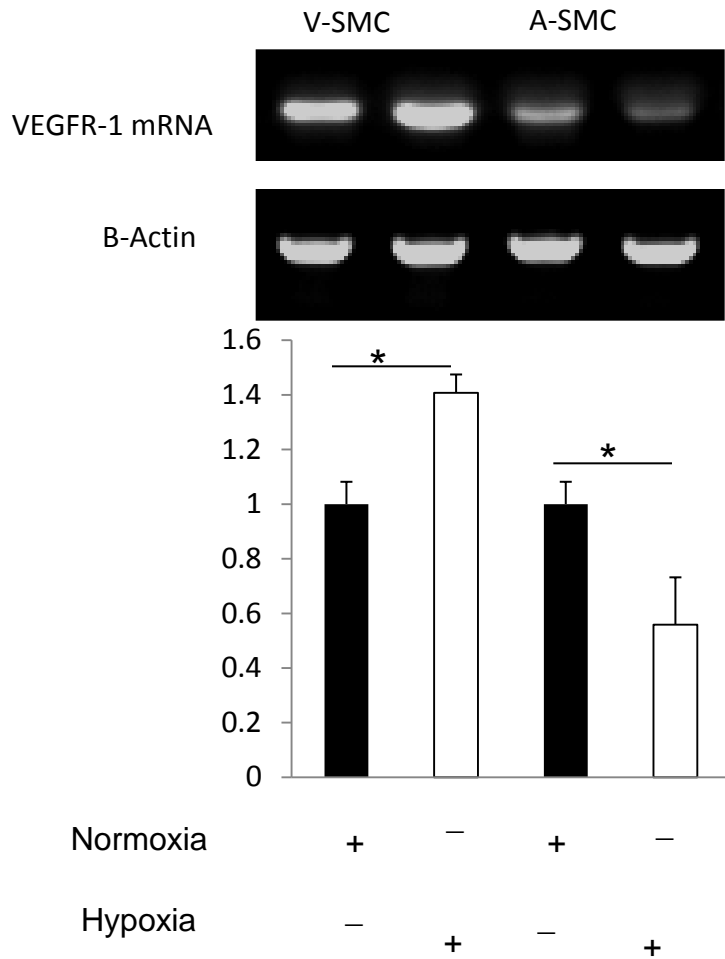 V-SMC A-SMC
VEGFR-1 mRNA
B-Actin
1.6
*
1.4
1.2
*
1
0.8
0.6
0.4
0.2
0
Normoxia + – + –
Hypoxia – + – +